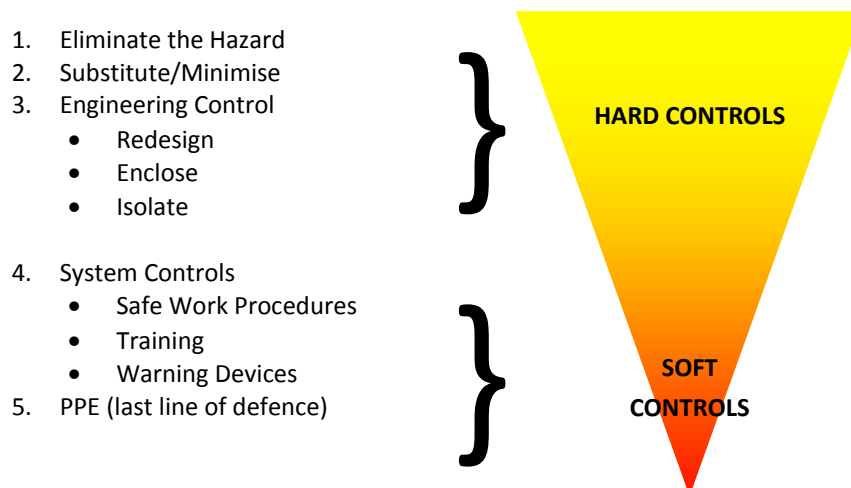 1. Eliminate the Hazard
2. Substitute/Minimise
3. Engineering Control
• Redesign
• Enclose
• Isolate
4. System Controls
• Safe Work Procedures
• Training
• Warning Devices
5. PPE (last line of defence)
HARD CONTROLS
SOFT
CONTROLS